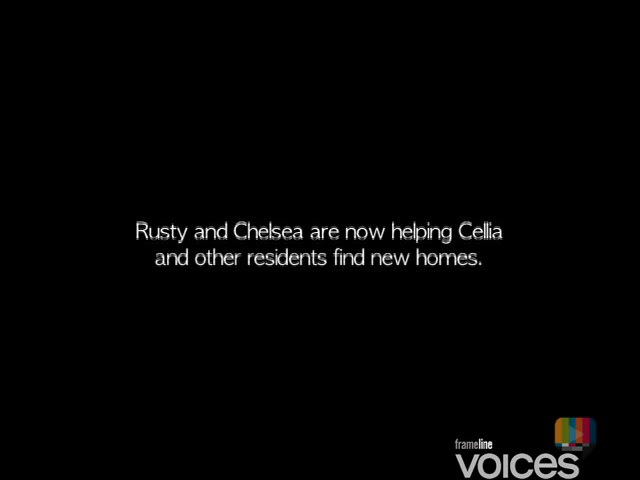 Rusty and Chelsea are now helping Cellia
and other residents find new homes.
frameline
voices